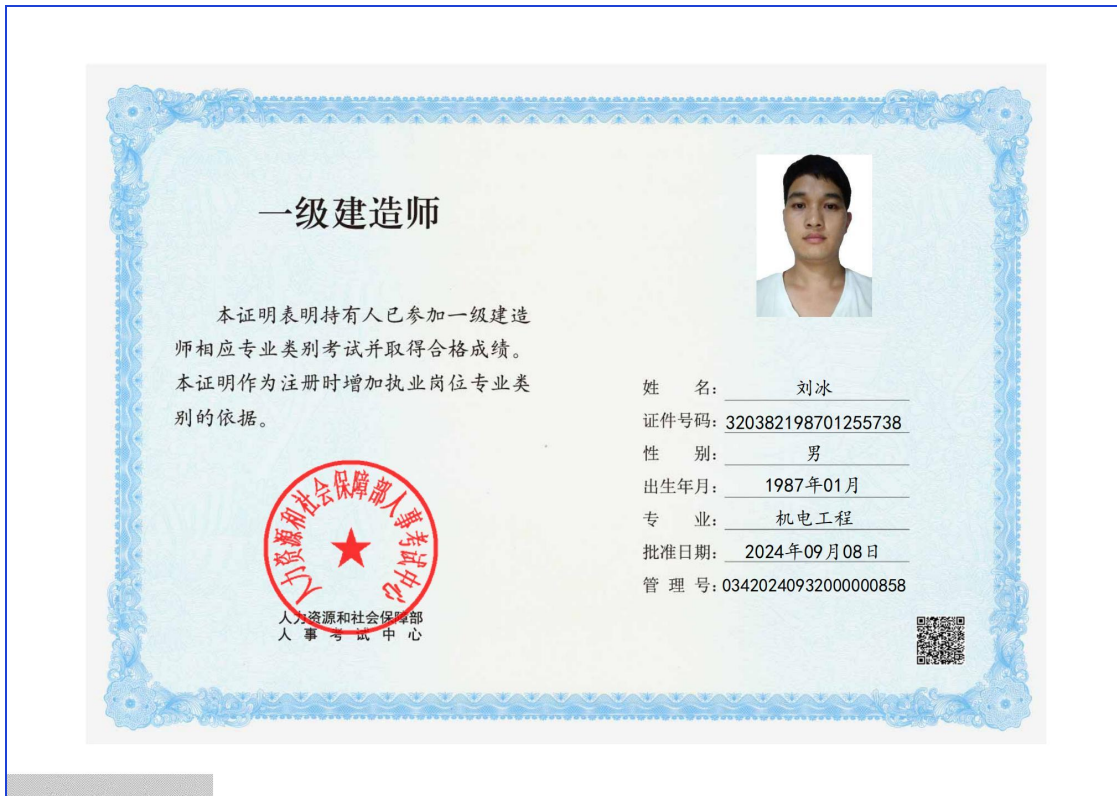 一级建造师
本证明表明持有人已参加一级建造
师相应专业类别考试并取得合格成绩。
本证明作为注册时增加执业岗位专业类
别的依据。
人力资源和社会保障部人事考试中心
人力资源和社会保障部
人事考试中心
姓 名: 刘冰
证件号码: 320382198701255738
性 别: 男
出生年月: 1987年01月
专 业: 机电工程
批准日期: 2024年09月08日
管 理 号: 03420240932000000858